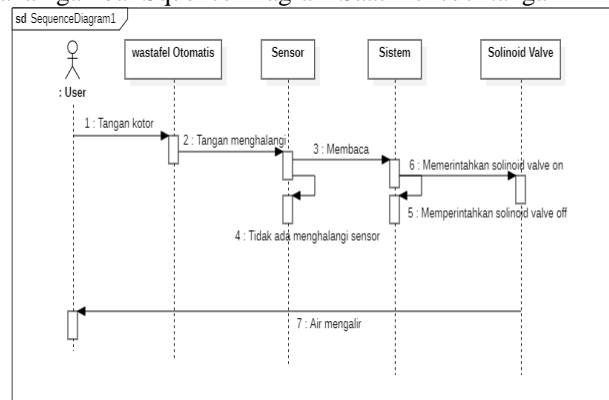 sd SequenceDiagram1
wastafel Otomatis
Sensor
Sistem
Solinoid Valve
: User
1 : Tangan kotor
2 : Tangan menghalangi
3 : Membaca
6 : Memerintahkan solinoid valve on
5 : Memperintahkan solinoid valve off
4 : Tidak ada menghalangi sensor
7 : Air mengalir